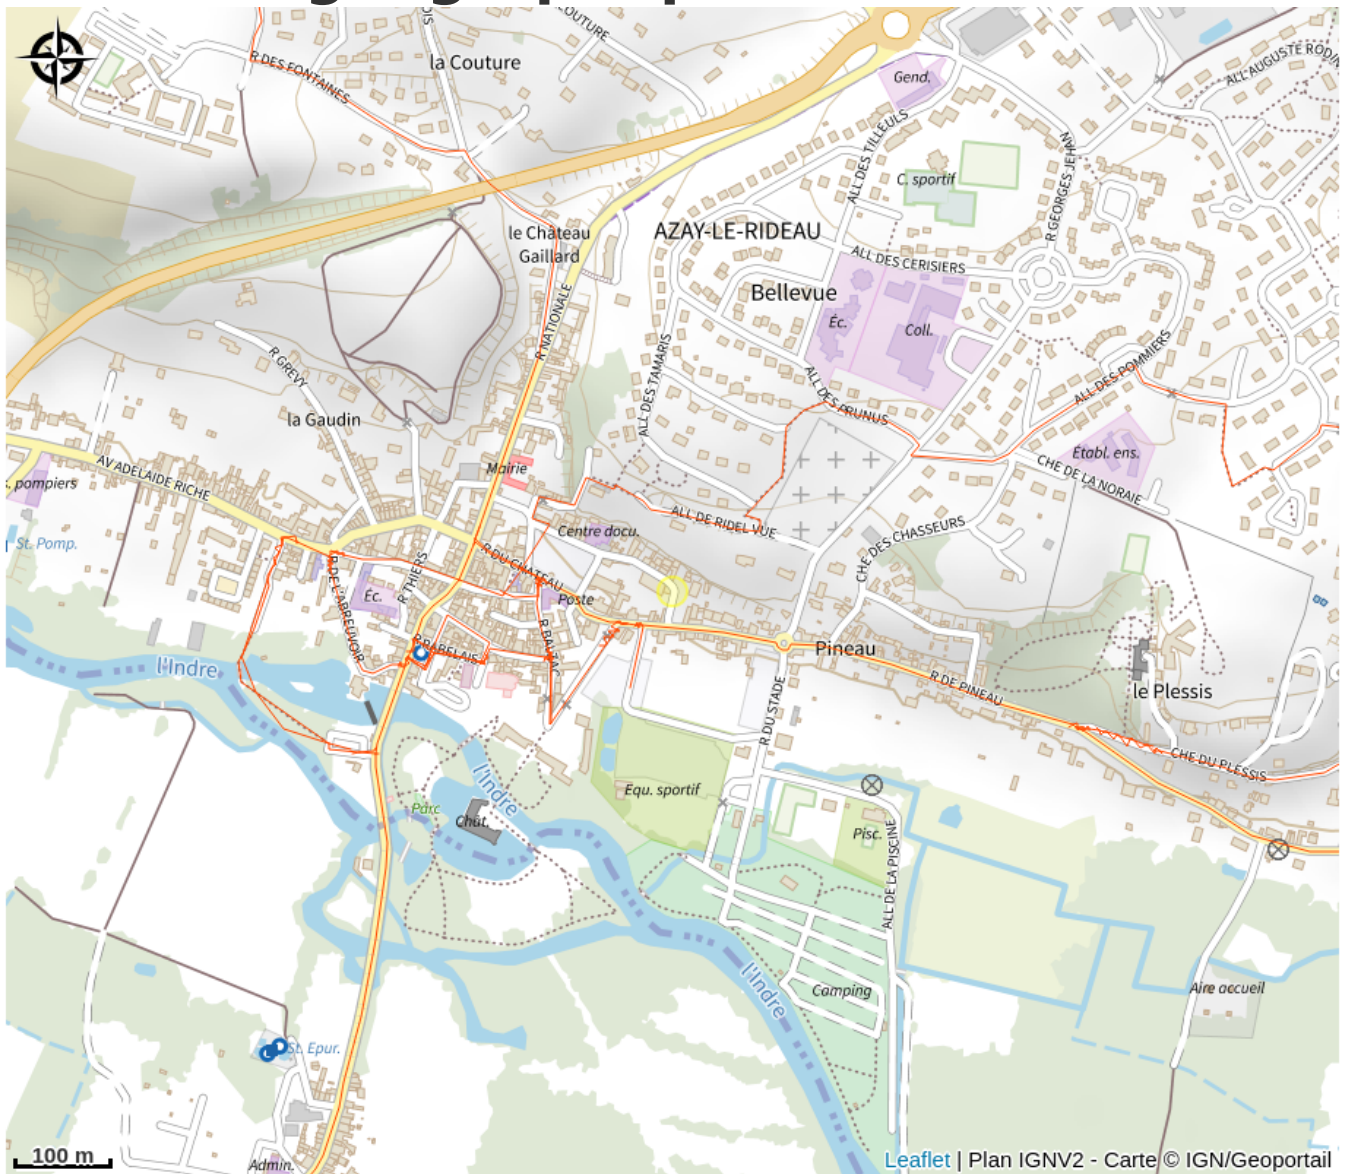 R DES FONTAINES
la Couture
COUTURE
OIS
Gend.
ALL AUGUSTE RODIN
ALL DES TILLEULS
R GEORGES JEHAN
C. sportif
le Château
Gaillard
AZAY-LE-RIDEAU
ALL DES CERISIERS
Bellevue
Éc.
Coll.
R NATIONALE
R GREVY
la Gaudin
ALL DES TAMARIS
ALL DES PRUNUS
ALL DES POMMIERS
Etabl. ens.
CHE DE LA NORAIE
Mairie
AV ADELAIDE RICHE
. pompiers
St. Pomp.
ALL DE RIDEL VUE
Centre docu.
CHE DES CHASSEURS
R DU CHATEAU
R THIERS
R DE L'ABREUVOIR
Éc.
Poste
R RABELAIS
R BALZAC
Pineau
l'Indre
R DE PINEAU
le Plessis
R DU STADE
CHE DU PLESSIS
l'Indre
Equ. sportif
Parc
Chât.
Pisc.
ALL DE LA PISCINE
l'Indre
Camping
Aire accueil
St. Epur.
Admin.
100 m
Leaflet | Plan IGNV2 - Carte © IGN/Geoportail